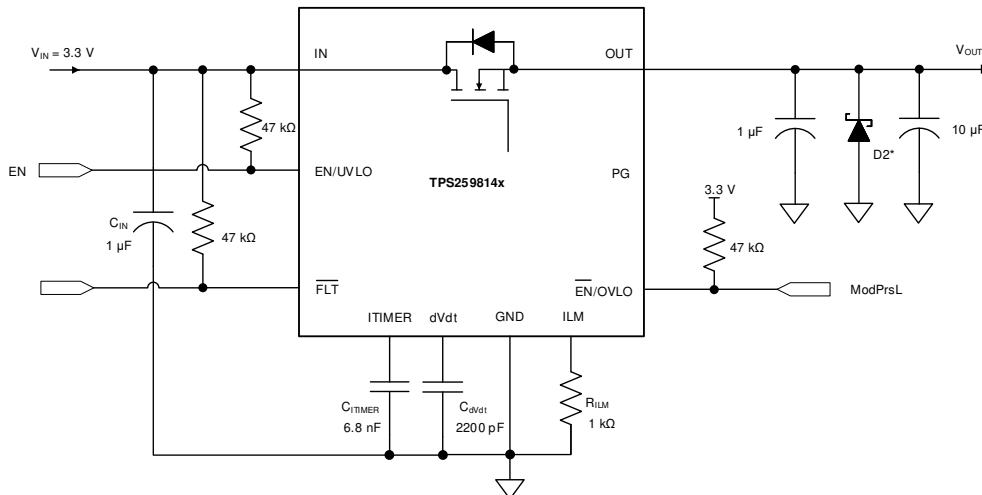 V_IN = 3.3 V
IN
OUT
V_OUT
47 kΩ
1 µF
D2*
10 µF
EN
EN/UVLO
TPS259814x
PG
3.3 V
C_IN
1 µF
47 kΩ
47 kΩ
FLT
EN/OVLO
ModPrsL
ITIMER
dVdt
GND
ILM
C_ITIMER
6.8 nF
C_dVdt
2200 pF
R_ILM
1 kΩ